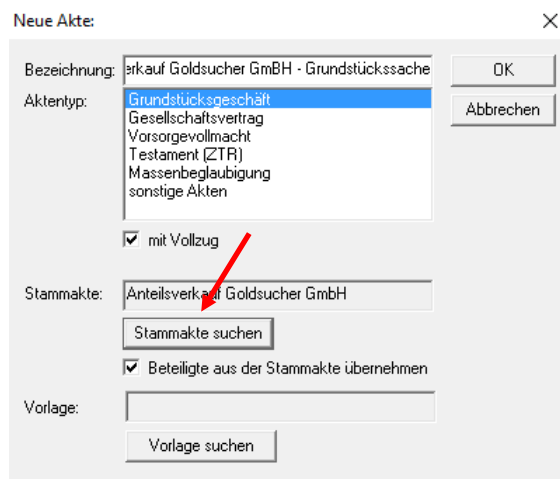 Neue Akte:
Bezeichnung: erkauf Goldsucher GmBH - Grundstückssache OK
Aktentyp: Grundstücksgeschäft Abbrechen
Gesellschaftsvertrag
Vorsorgevollmacht
Testament (ZTR)
Massenbeglaubigung
sonstige Akten
mit Vollzug
Stammakte: Anteilsverkauf Goldsucher GmbH
Stammakte suchen
Beteiligte aus der Stammakte übernehmen
Vorlage:
Vorlage suchen